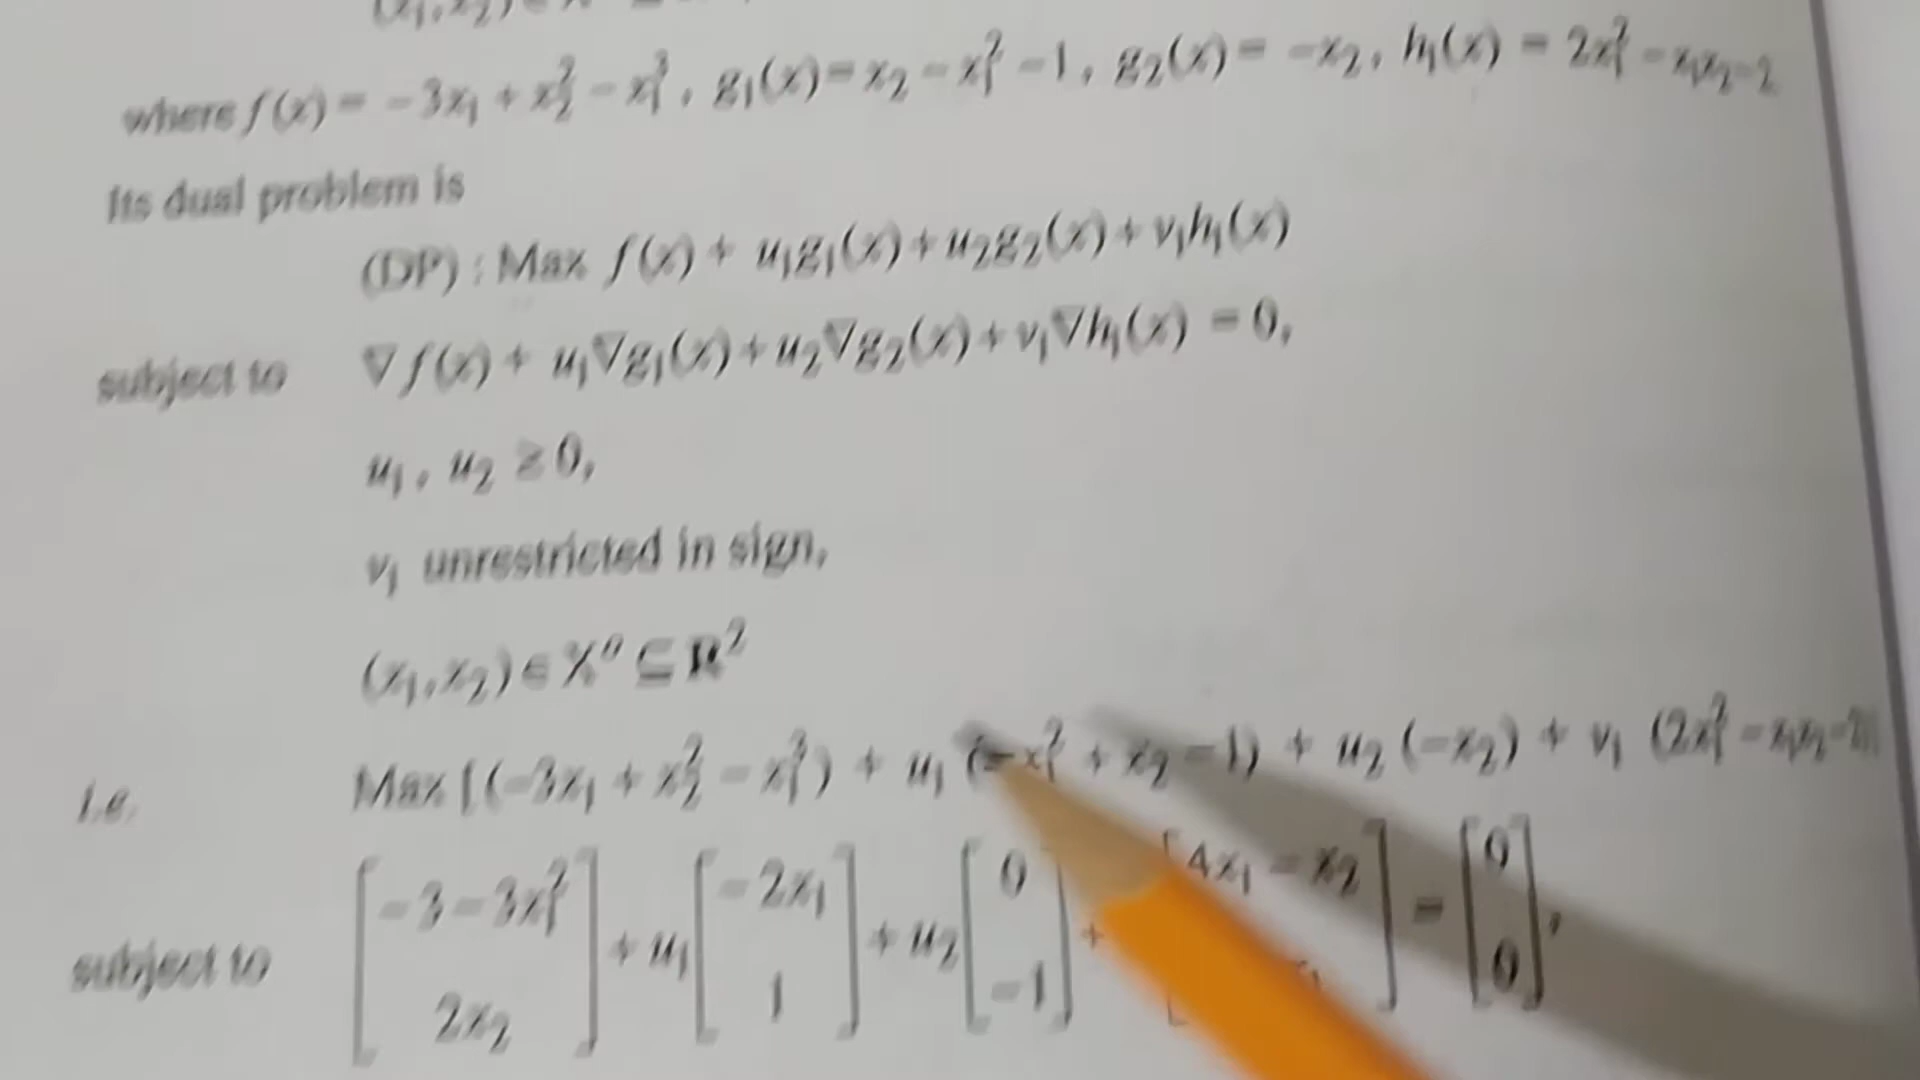 where f(x) = -3x₁ + x₂² - x₁³, g₁(x) = x₂ - x₁² - 1, g₂(x) = -x₂, h₁(x) = 2x₁² - x₁x₂ - 2
Its dual problem is
(DP) : Max f(x) + u₁g₁(x) + u₂g₂(x) + v₁h₁(x)
subject to ∇f(x) + u₁∇g₁(x) + u₂∇g₂(x) + v₁∇h₁(x) = 0,
u₁, u₂ ≥ 0,
v₁ unrestricted in sign,
(x₁, x₂) ∈ X⁰ ⊆ R²
i.e. Max [(-3x₁ + x₂² - x₁³) + u₁ (-x₁² + x₂ - 1) + u₂ (-x₂) + v₁ (2x₁² - x₁x₂ - 2)]
subject to [-3 - 3x₁² 2x₂] + u₁ [-2x₁ 1] + u₂ [0 -1] + [4x₁ - x₂ ] = [0 0],